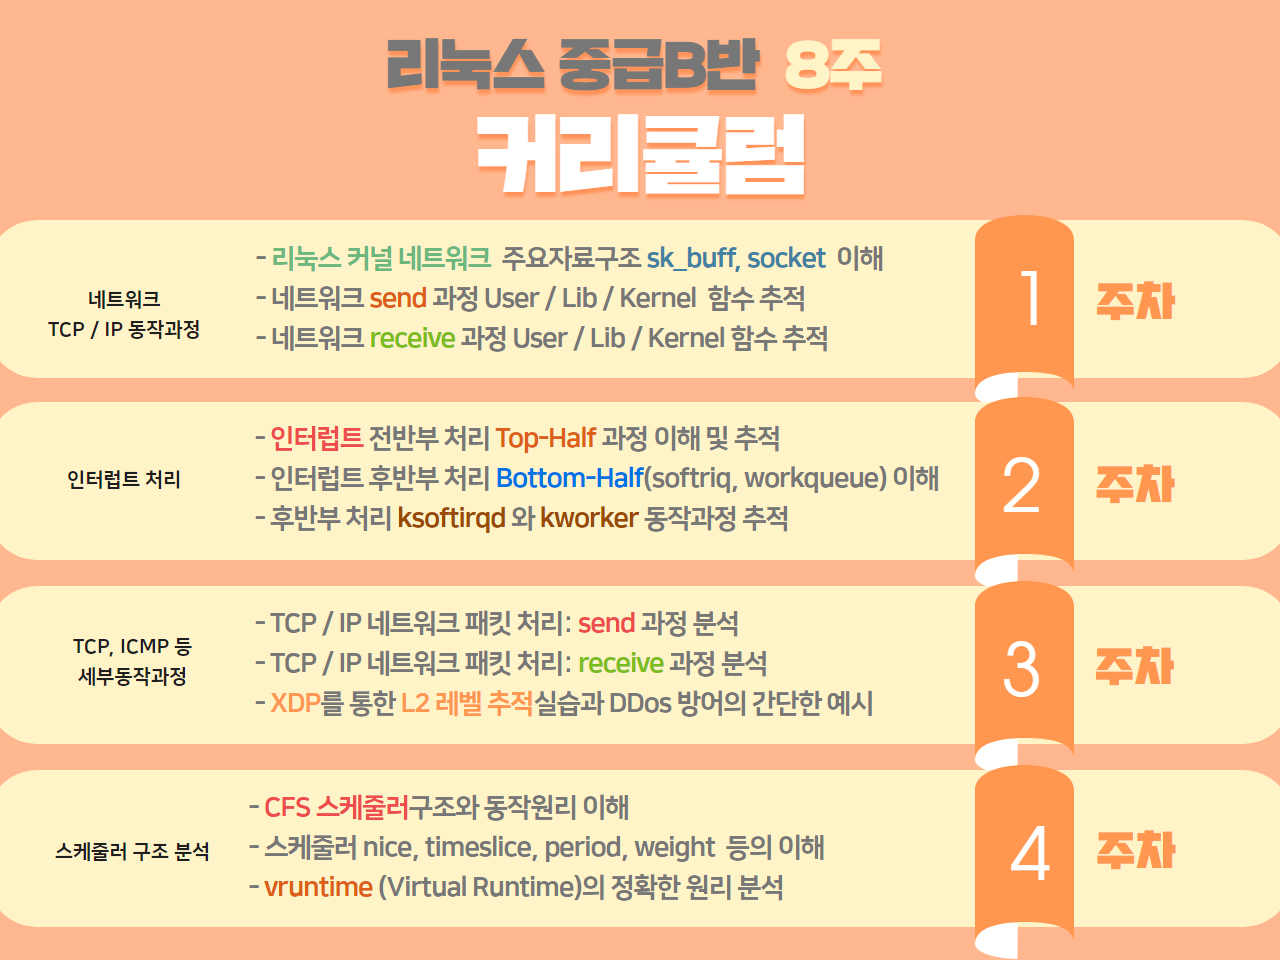 리눅스 중급B반 8주
커리큘럼
네트워크
TCP / IP 동작과정
- 리눅스 커널 네트워크 주요자료구조 sk_buff, socket 이해
- 네트워크 send 과정 User / Lib / Kernel 함수 추적
- 네트워크 receive 과정 User / Lib / Kernel 함수 추적
1 주차
인터럽트 처리
- 인터럽트 전반부 처리 Top-Half 과정 이해 및 추적
- 인터럽트 후반부 처리 Bottom-Half(softriq, workqueue) 이해
- 후반부 처리 ksoftirqd 와 kworker 동작과정 추적
2 주차
TCP, ICMP 등
세부동작과정
- TCP / IP 네트워크 패킷 처리: send 과정 분석
- TCP / IP 네트워크 패킷 처리: receive 과정 분석
- XDP를 통한 L2 레벨 추적실습과 DDos 방어의 간단한 예시
3 주차
스케줄러 구조 분석
- CFS 스케줄러구조와 동작원리 이해
- 스케줄러 nice, timeslice, period, weight 등의 이해
- vruntime (Virtual Runtime)의 정확한 원리 분석
4 주차